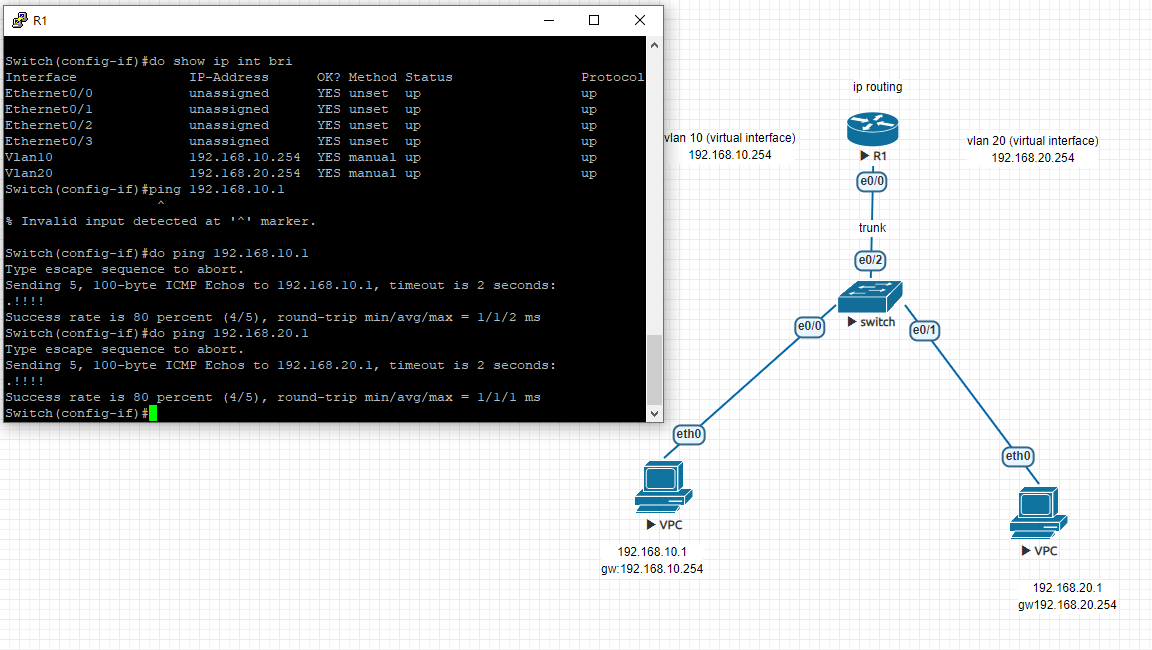 R1
Switch(config-if)#do show ip int bri
Interface IP-Address OK? Method Status Protocol
Ethernet0/0 unassigned YES unset up up
Ethernet0/1 unassigned YES unset up up
Ethernet0/2 unassigned YES unset up up
Ethernet0/3 unassigned YES unset up up
Vlan10 192.168.10.254 YES manual up up
Vlan20 192.168.20.254 YES manual up up
Switch(config-if)#ping 192.168.10.1
^
% Invalid input detected at '^' marker.
Switch(config-if)#do ping 192.168.10.1
Type escape sequence to abort.
Sending 5, 100-byte ICMP Echos to 192.168.10.1, timeout is 2 seconds:
.!!!!
Success rate is 80 percent (4/5), round-trip min/avg/max = 1/1/2 ms
Switch(config-if)#do ping 192.168.20.1
Type escape sequence to abort.
Sending 5, 100-byte ICMP Echos to 192.168.20.1, timeout is 2 seconds:
.!!!!
Success rate is 80 percent (4/5), round-trip min/avg/max = 1/1/1 ms
Switch(config-if)#
ip routing
vlan 10 (virtual interface)
192.168.10.254
vlan 20 (virtual interface)
192.168.20.254
R1
e0/0
trunk
e0/2
switch
e0/0
e0/1
eth0
eth0
VPC
192.168.10.1
gw:192.168.10.254
VPC
192.168.20.1
gw192.168.20.254